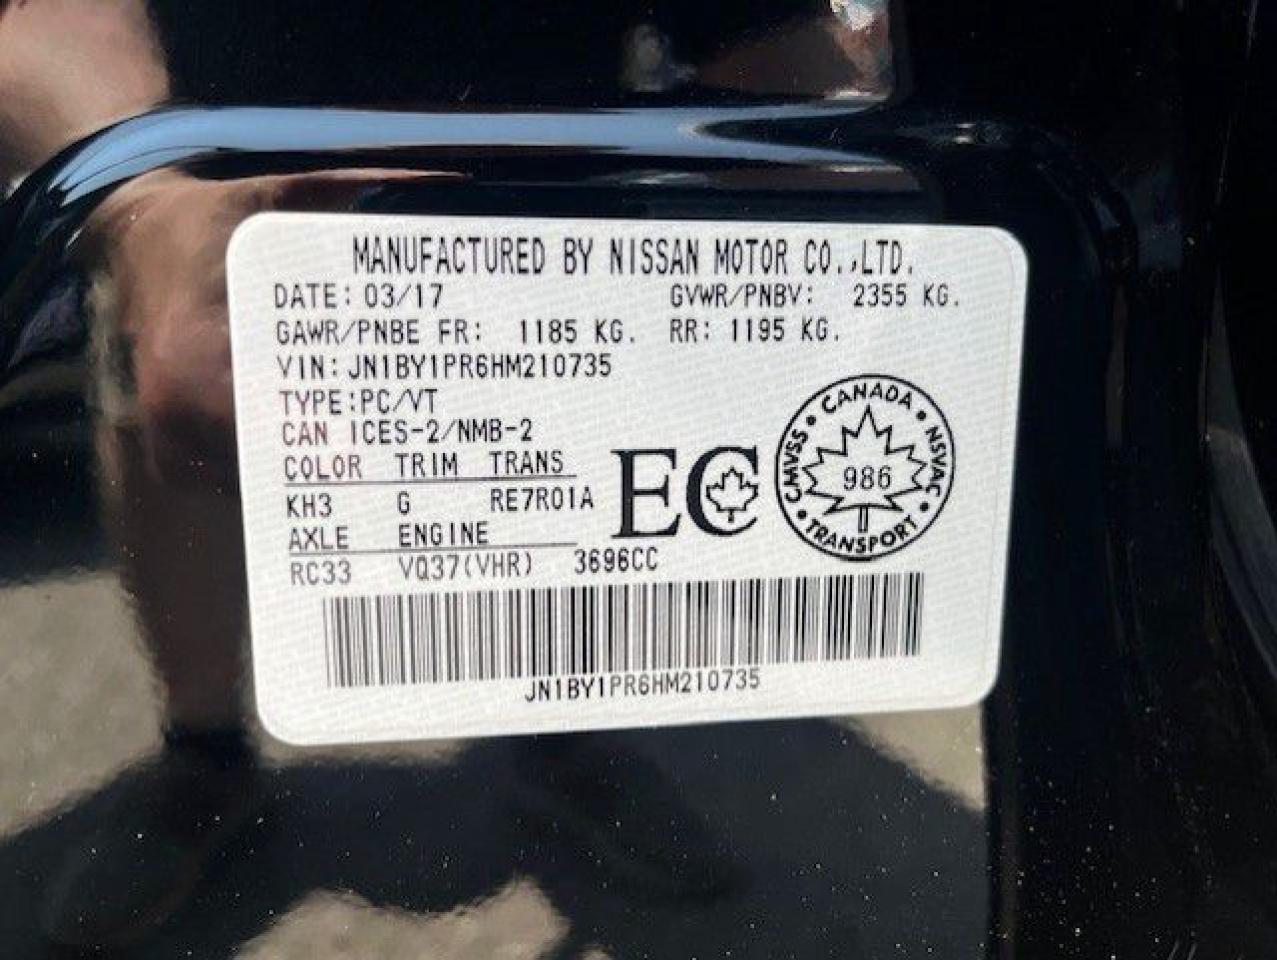 MANUFACTURED BY NISSAN MOTOR CO.,LTD.
DATE: 03/17 GVWR/PNBV: 2355 KG.
GAWR/PNBE FR: 1185 KG. RR: 1195 KG.
VIN: JN1BY1PR6HM210735
TYPE:PC/VT
CAN ICES-2/NMB-2
COLOR TRIM TRANS
KH3 G RE7R01A
AXLE ENGINE
RC33 VQ37(VHR) 3696CC
EC
CANADA
CMVSS • NSVAC
986
TRANSPORT
JN1BY1PR6HM210735